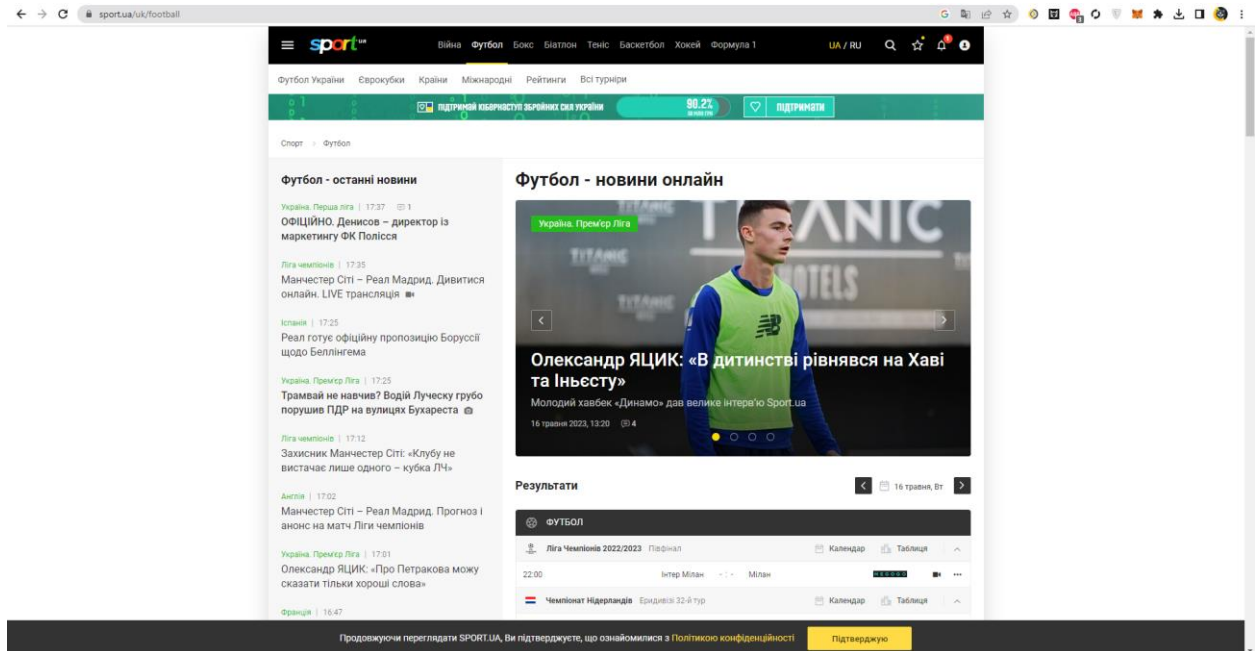 sport.ua/uk/football
sport ua
Війна Футбол Бокс Біатлон Теніс Баскетбол Хокей Формула 1
UA / RU
Футбол України Єврокубки Країни Міжнародні Рейтинги Всі турніри
ПІДТРИМАЙ КІБЕРНАСТУП ЗБРОЙНИХ СИЛ УКРАЇНИ
90.2%
ПІДТРИМАТИ
Спорт › Футбол
Футбол - останні новини
Україна. Перша ліга | 17:37 1
ОФІЦІЙНО. Денисов – директор із
маркетингу ФК Полісся
Ліга чемпіонів | 17:35
Манчестер Сіті – Реал Мадрид. Дивитися
онлайн. LIVE трансляція
Іспанія | 17:25
Реал готує офіційну пропозицію Боруссії
щодо Беллінгема
Україна. Прем'єр Ліга | 17:25
Трамвай не навчив? Водій Луческу грубо
порушив ПДР на вулицях Бухареста
Ліга чемпіонів | 17:12
Захисник Манчестер Сіті: «Клубу не
вистачає лише одного – кубка ЛЧ»
Англія | 17:02
Манчестер Сіті – Реал Мадрид. Прогноз і
анонс на матч Ліги чемпіонів
Україна. Прем'єр Ліга | 17:01
Олександр ЯЦИК: «Про Петракова можу
сказати тільки хороші слова»
Франція | 16:47
Футбол - новини онлайн
Україна. Прем'єр Ліга
TITANIC
HOTELS
TITANIC
TITANIC
Олександр ЯЦИК: «В дитинстві рівнявся на Хаві
та Іньєсту»
Молодий хавбек «Динамо» дав велике інтерв'ю Sport.ua
16 травня 2023, 13:20 4
Результати
16 травня, Вт
ФУТБОЛ
Ліга Чемпіонів 2022/2023 Півфінал Календар Таблиця
22:00 Інтер Мілан - : - Мілан
Чемпіонат Нідерландів Ередивізі 32-й тур Календар Таблиця
Продовжуючи переглядати SPORT.UA, Ви підтверджуєте, що ознайомилися з Політикою конфіденційності
Підтверджую